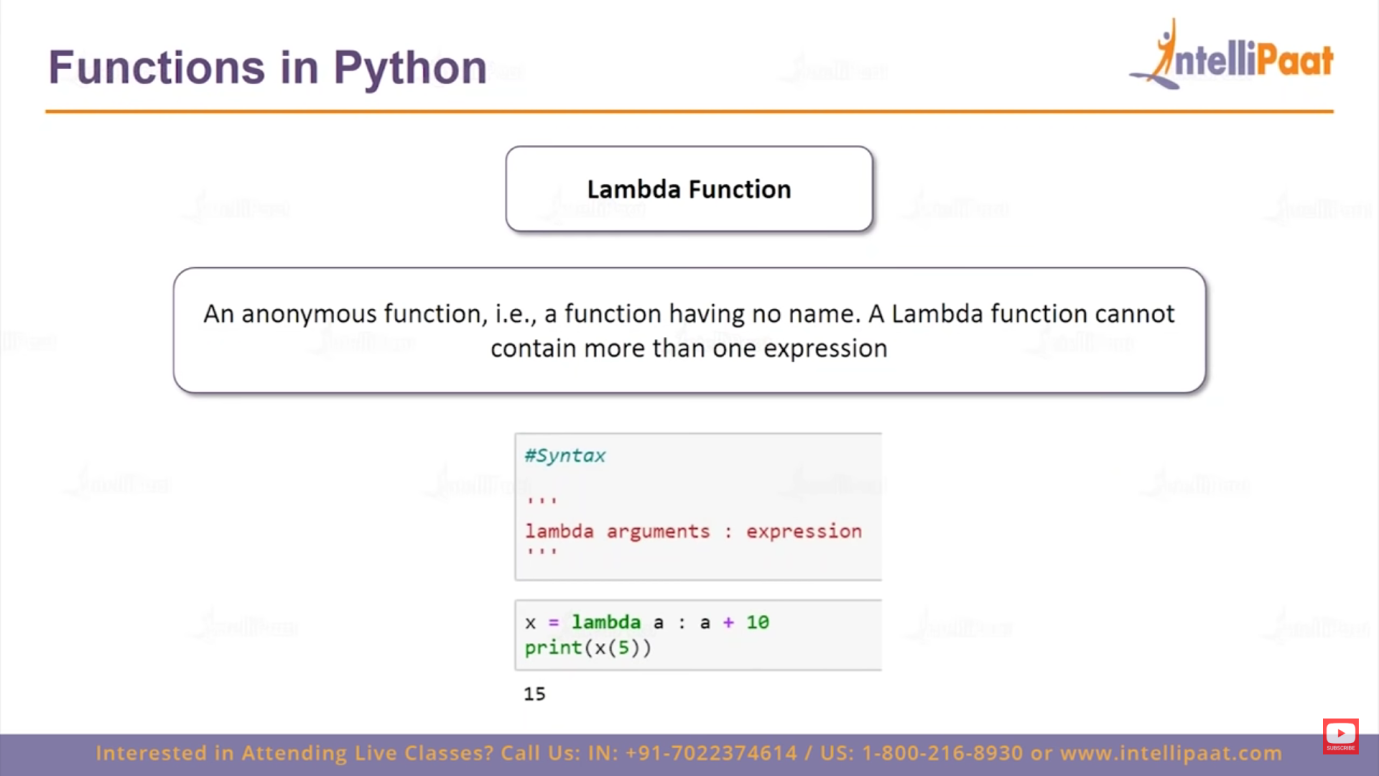 Functions in Python
IntelliPaat
Lambda Function
An anonymous function, i.e., a function having no name. A Lambda function cannot
contain more than one expression
#Syntax
'''
lambda arguments : expression
'''
x = lambda a : a + 10
print(x(5))
15
SUBSCRIBE
Interested in Attending Live Classes? Call Us: IN: +91-7022374614 / US: 1-800-216-8930 or www.intellipaat.com